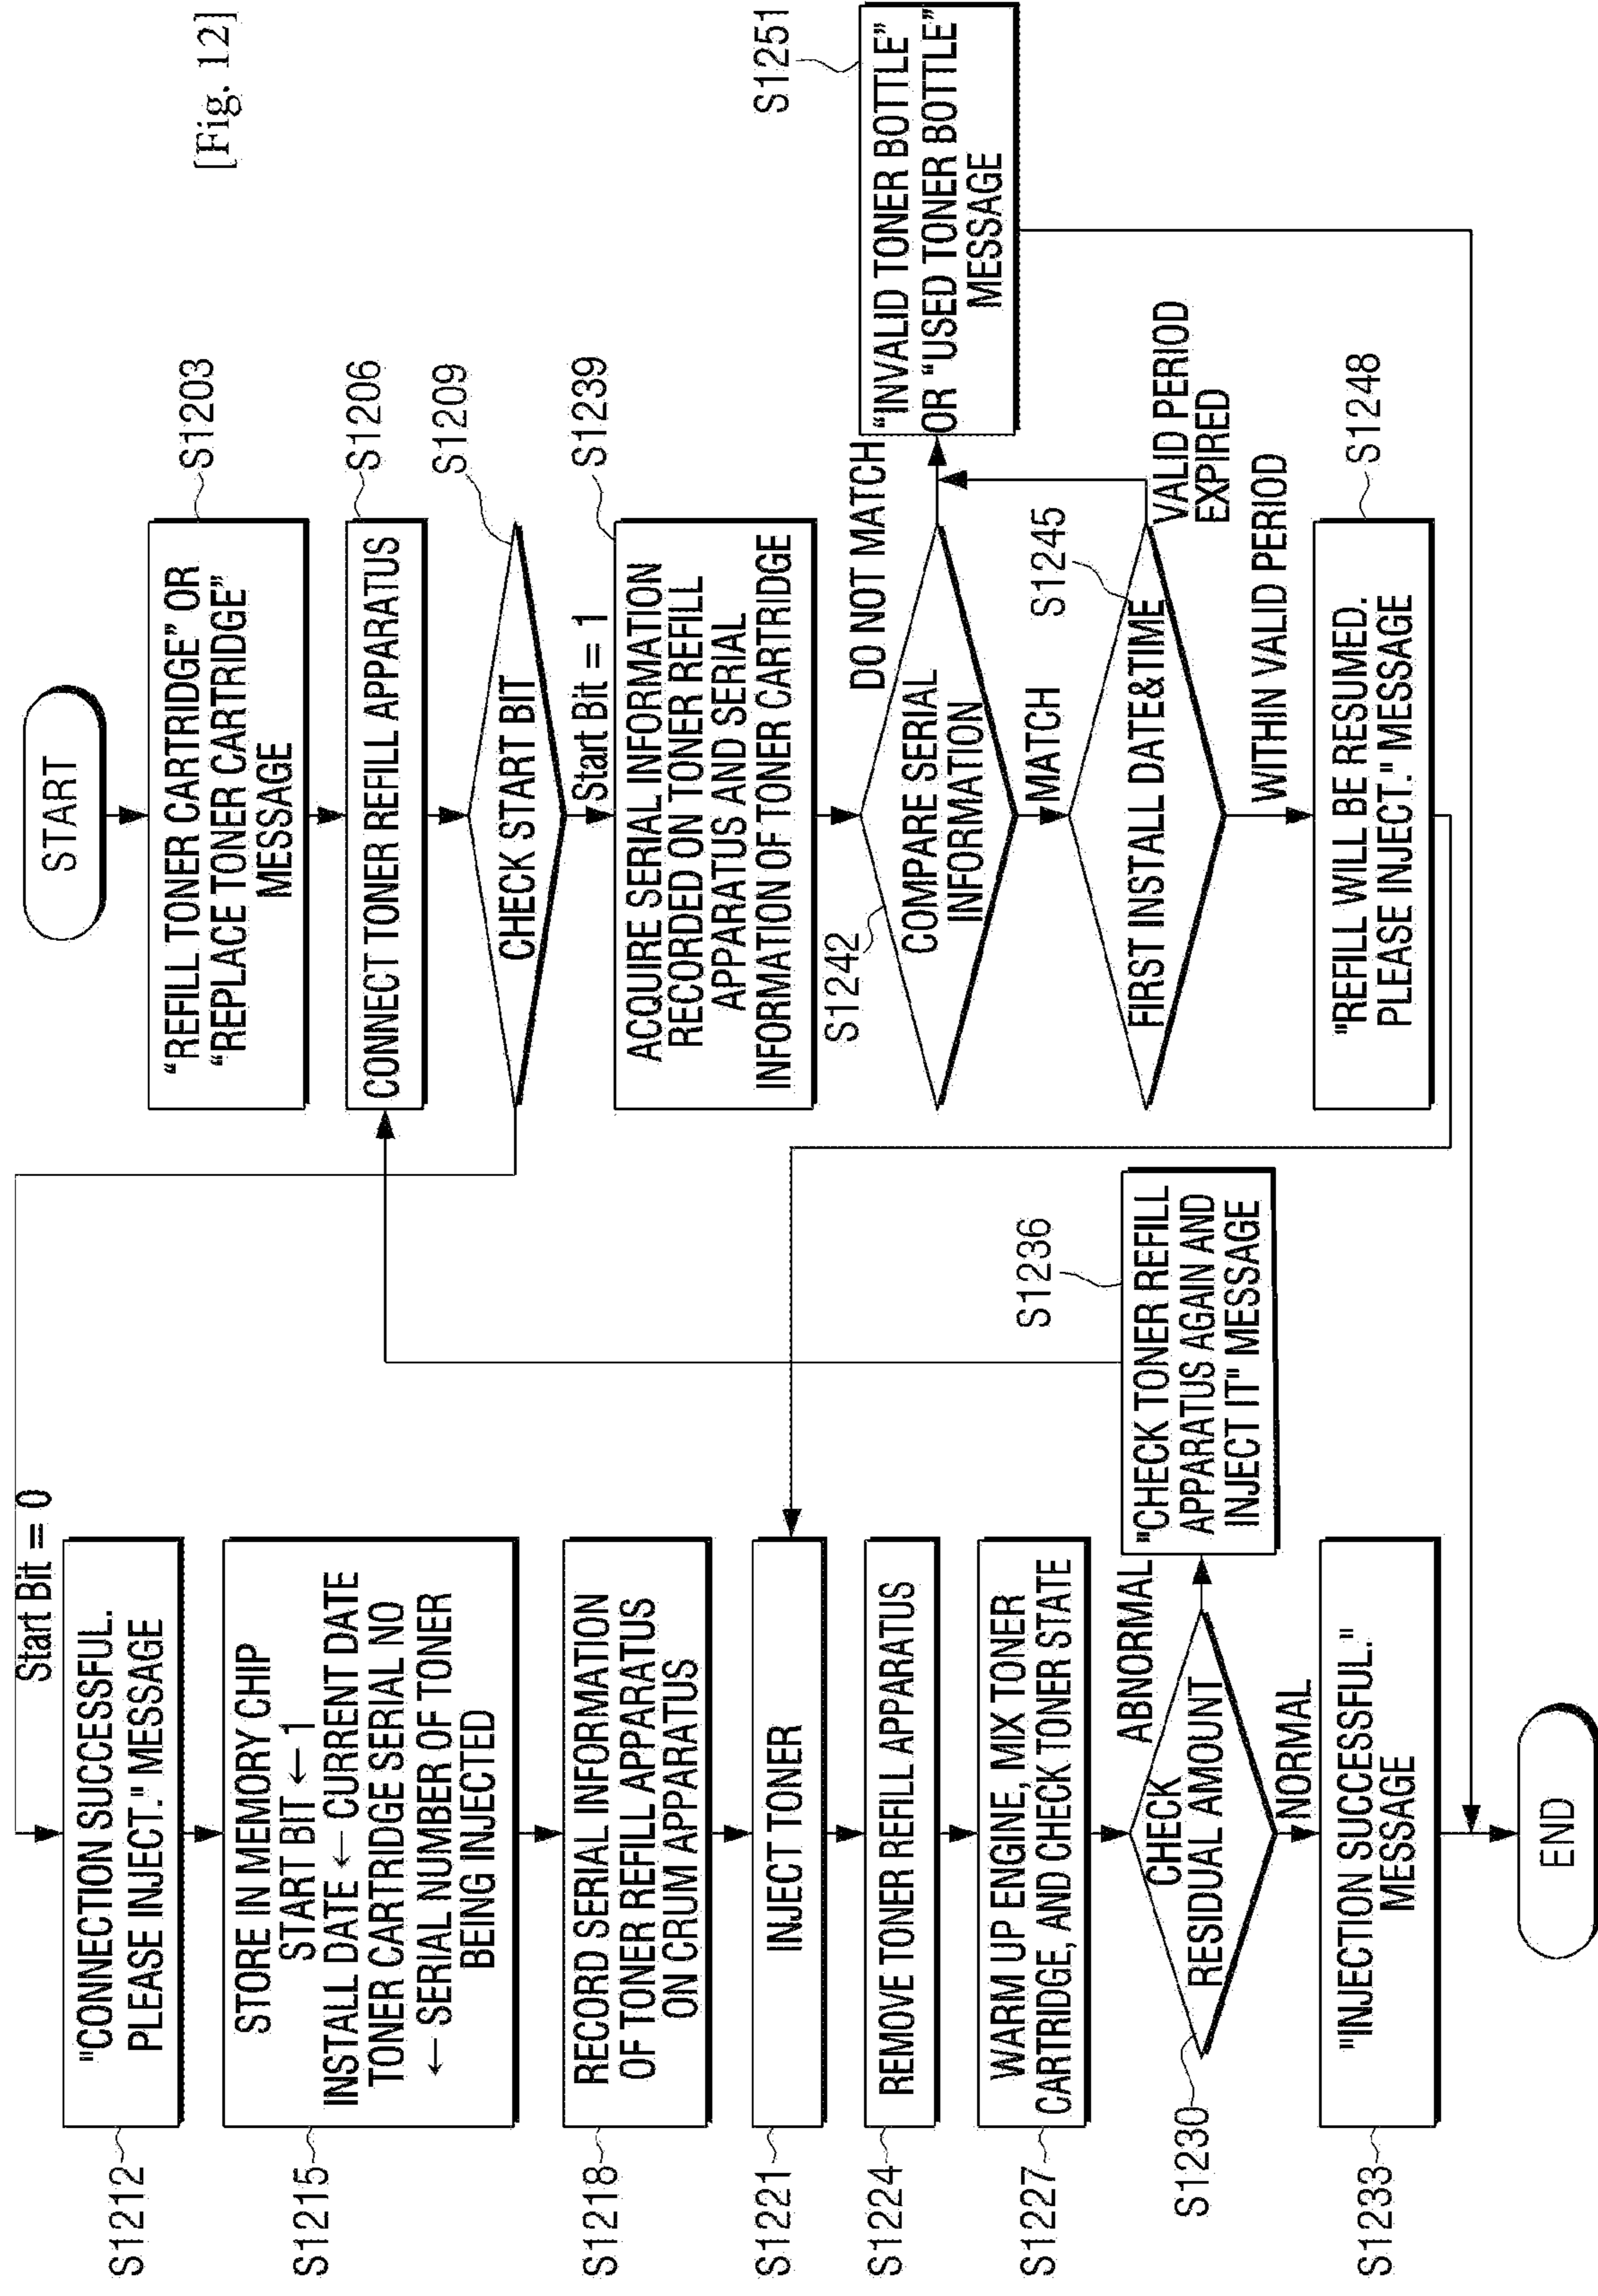 [Fig. 12]
START
“REFILL TONER CARTRIDGE” OR
“REPLACE TONER CARTRIDGE”
MESSAGE
S1203
CONNECT TONER REFILL APPARATUS
S1206
CHECK START BIT
S1209
Start Bit = 0
Start Bit = 1
"CONNECTION SUCCESSFUL.
PLEASE INJECT." MESSAGE
S1212
STORE IN MEMORY CHIP
START BIT ← 1
INSTALL DATE ← CURRENT DATE
TONER CARTRIDGE SERIAL NO
← SERIAL NUMBER OF TONER
BEING INJECTED
S1215
RECORD SERIAL INFORMATION
OF TONER REFILL APPARATUS
ON CRUM APPARATUS
S1218
INJECT TONER
S1221
REMOVE TONER REFILL APPARATUS
S1224
WARM UP ENGINE, MIX TONER
CARTRIDGE, AND CHECK TONER STATE
S1227
CHECK
RESIDUAL AMOUNT
S1230
ABNORMAL
NORMAL
"CHECK TONER REFILL
APPARATUS AGAIN AND
INJECT IT" MESSAGE
S1236
"INJECTION SUCCESSFUL."
MESSAGE
S1233
ACQUIRE SERIAL INFORMATION
RECORDED ON TONER REFILL
APPARATUS AND SERIAL
INFORMATION OF TONER CARTRIDGE
S1239
COMPARE SERIAL
INFORMATION
S1242
DO NOT MATCH
MATCH
FIRST INSTALL DATE&TIME
S1245
VALID PERIOD
EXPIRED
WITHIN VALID PERIOD
"REFILL WILL BE RESUMED.
PLEASE INJECT." MESSAGE
S1248
“INVALID TONER BOTTLE”
OR “USED TONER BOTTLE”
MESSAGE
S1251
END